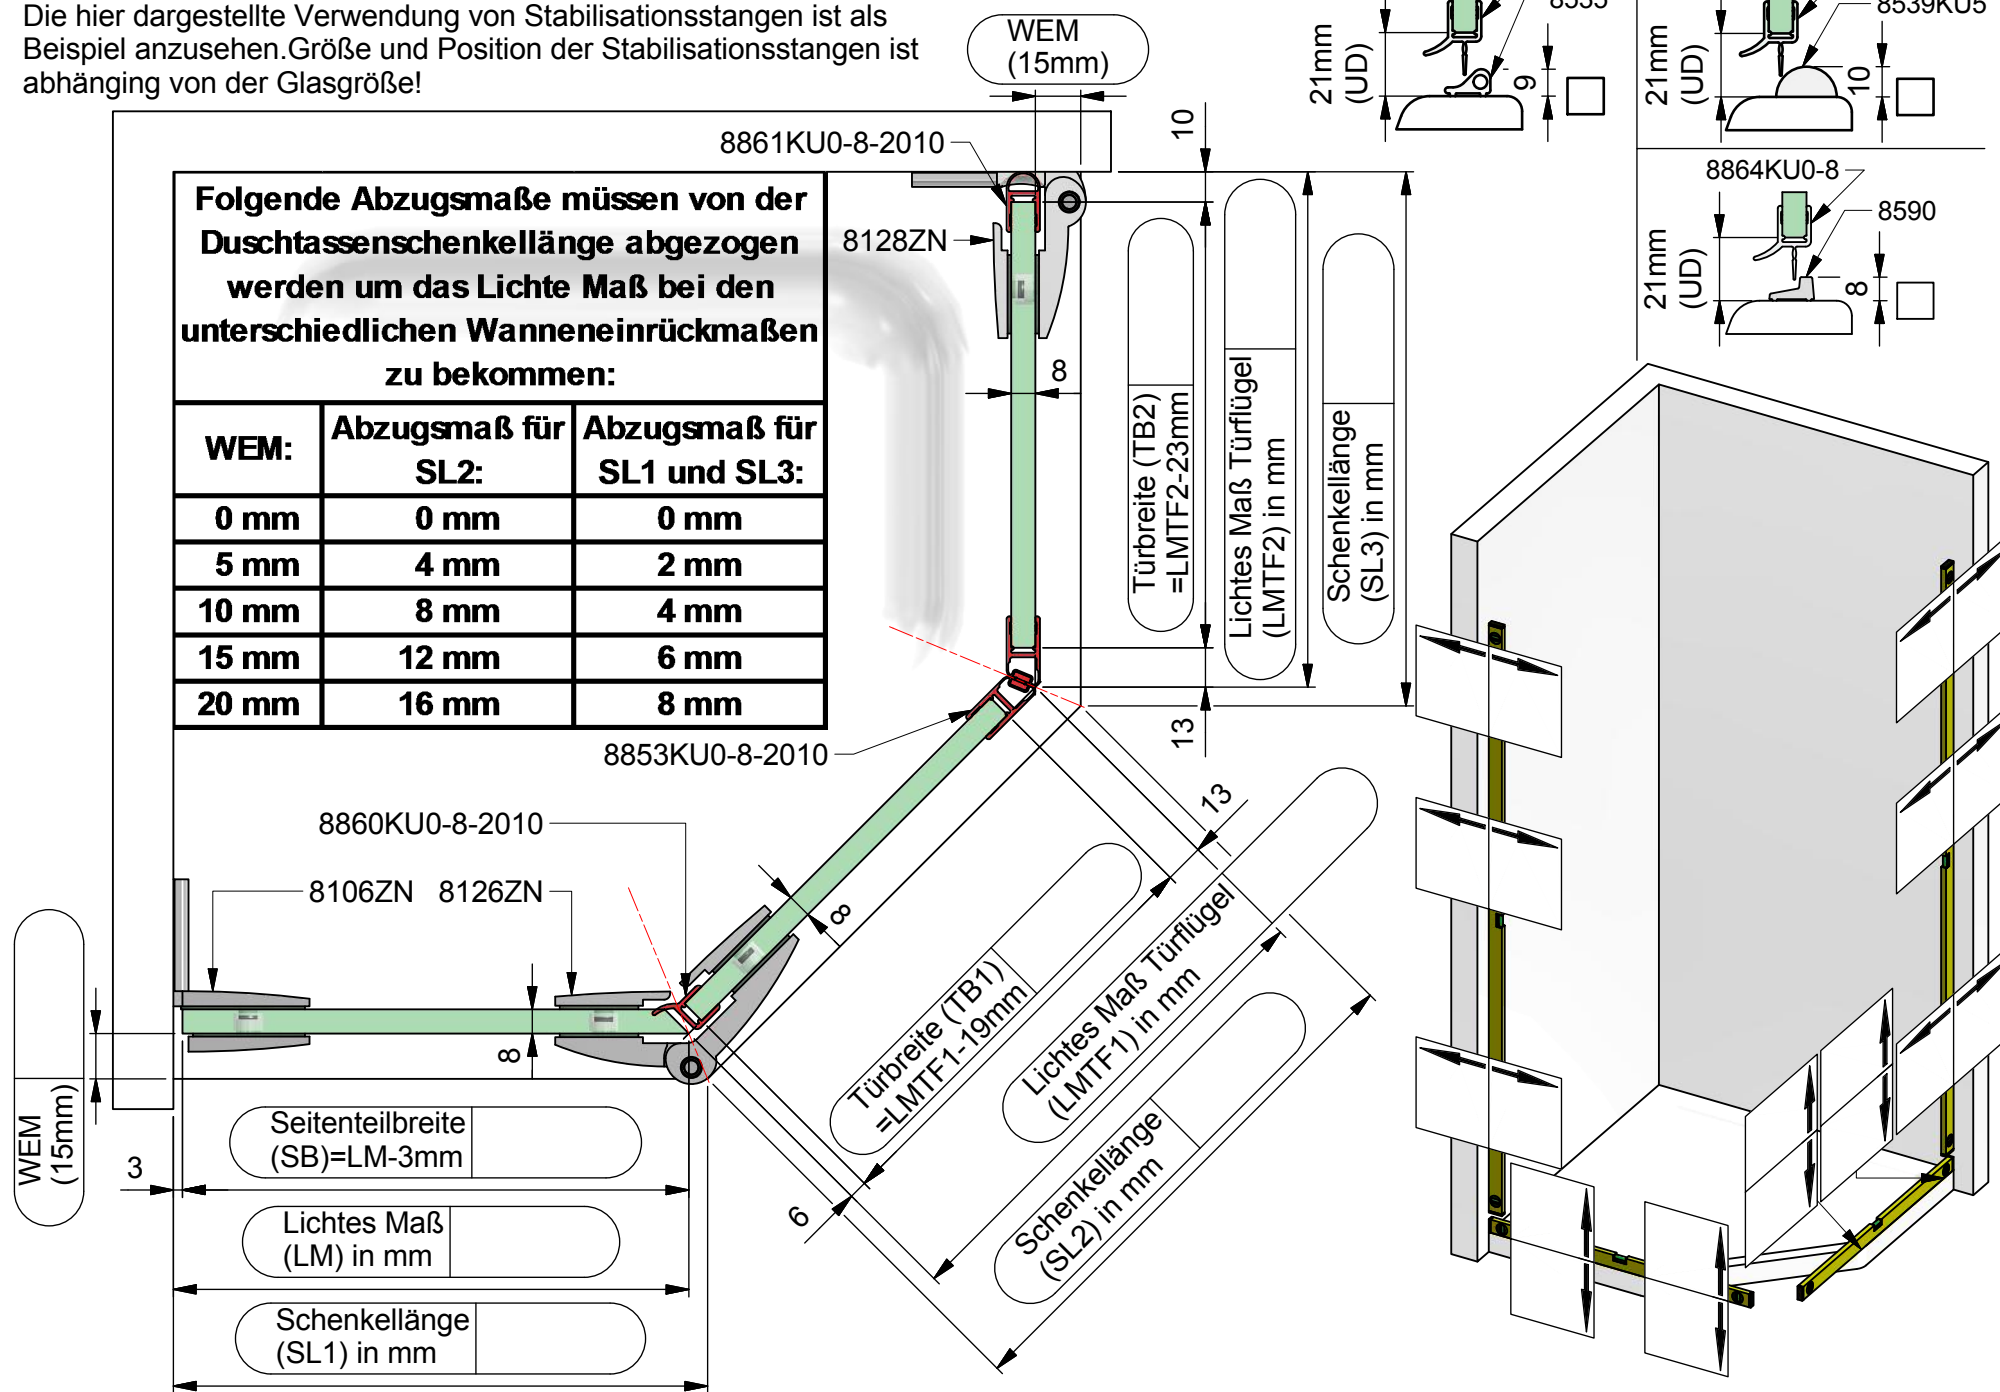 Die hier dargestellte Verwendung von Stabilisationsstangen ist als
Beispiel anzusehen.Größe und Position der Stabilisationsstangen ist
abhänging von der Glasgröße!
WEM
(15mm)
8535
21mm
(UD)
9
8539KU5
21mm
(UD)
10
8864KU0-8
8590
21mm
(UD)
8
8861KU0-8-2010
10
8128ZN
Folgende Abzugsmaße müssen von der
Duschtassenschenkellänge abgezogen
werden um das Lichte Maß bei den
unterschiedlichen Wanneneinrückmaßen
zu bekommen:
WEM: Abzugsmaß für SL2: Abzugsmaß für SL1 und SL3:
0 mm 0 mm 0 mm
5 mm 4 mm 2 mm
10 mm 8 mm 4 mm
15 mm 12 mm 6 mm
20 mm 16 mm 8 mm
8
Türbreite (TB2)
=LMTF2-23mm
Lichtes Maß Türflügel
(LMTF2) in mm
Schenkellänge
(SL3) in mm
13
8853KU0-8-2010
13
8860KU0-8-2010
8106ZN 8126ZN
8
8
Türbreite (TB1)
=LMTF1-19mm
Lichtes Maß Türflügel
(LMTF1) in mm
Schenkellänge
(SL2) in mm
6
WEM
(15mm)
3
Seitenteilbreite
(SB)=LM-3mm
Lichtes Maß
(LM) in mm
Schenkellänge
(SL1) in mm